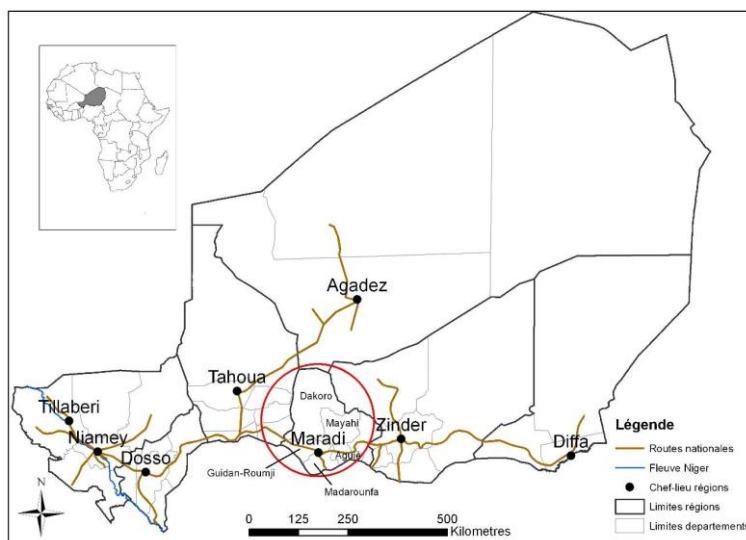 Agadez
Tahoua
Dakoro
Tillaberi
Mayahi
Zinder
Niamey
Maradi
Aguié
Diffa
Dosso
Guidan-Roumji
Madarounfa
Légende
Routes nationales
Fleuve Niger
Chef-lieu régions
Limites régions
Limites departements
N
0 125 250 500
Kilometres